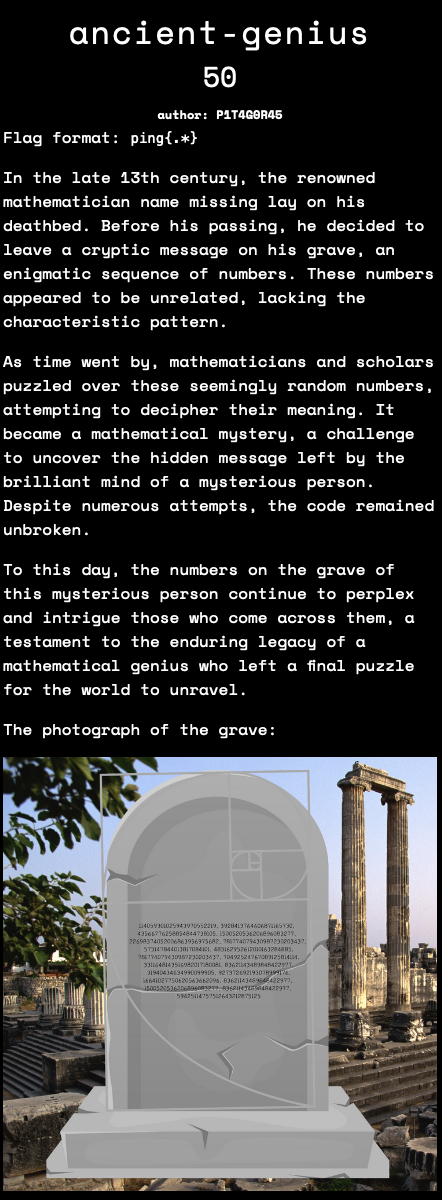 ancient-genius
50
author: P1T4G0R45
Flag format: ping{.*}
In the late 13th century, the renowned
mathematician name missing lay on his
deathbed. Before his passing, he decided to
leave a cryptic message on his grave, an
enigmatic sequence of numbers. These numbers
appeared to be unrelated, lacking the
characteristic pattern.
As time went by, mathematicians and scholars
puzzled over these seemingly random numbers,
attempting to decipher their meaning. It
became a mathematical mystery, a challenge
to uncover the hidden message left by the
brilliant mind of a mysterious person.
Despite numerous attempts, the code remained
unbroken.
To this day, the numbers on the grave of
this mysterious person continue to perplex
and intrigue those who come across them, a
testament to the enduring legacy of a
mathematical genius who left a final puzzle
for the world to unravel.
The photograph of the grave: